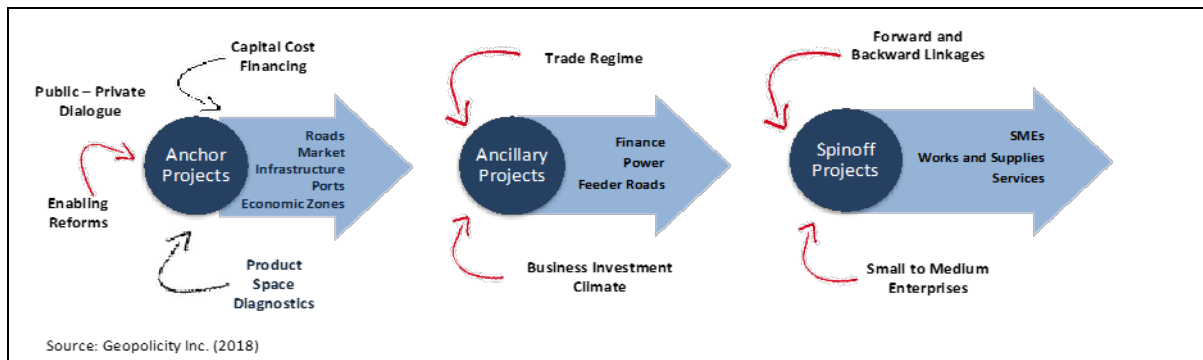 Capital Cost
Financing
Public – Private
Dialogue
Enabling
Reforms
Anchor
Projects
Roads
Market
Infrastructure
Ports
Economic Zones
Product
Space
Diagnostics
Trade Regime
Ancillary
Projects
Finance
Power
Feeder Roads
Business Investment
Climate
Forward and
Backward Linkages
Spinoff
Projects
SMEs
Works and Supplies
Services
Small to Medium
Enterprises
Source: Geopolicity Inc. (2018)